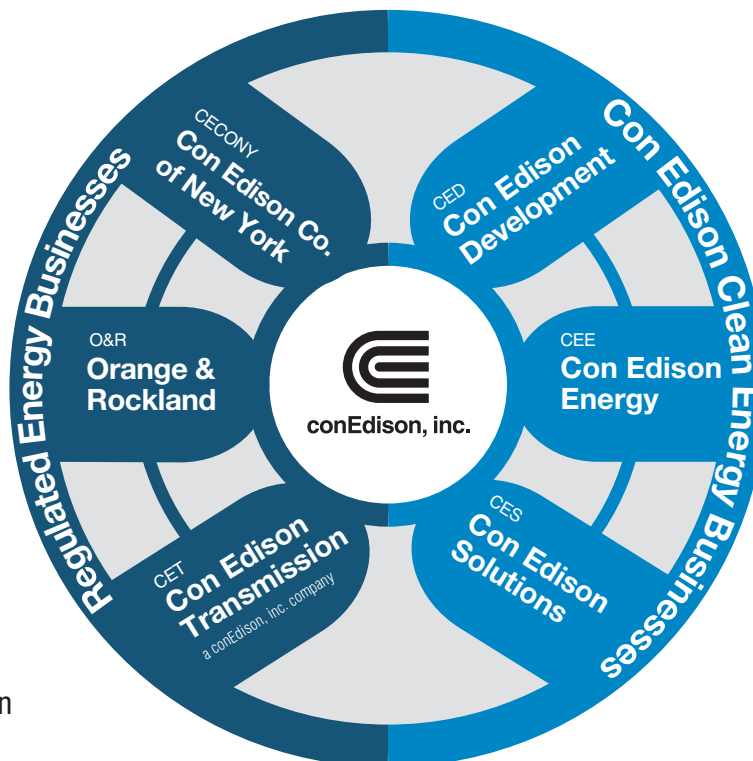 Regulated Energy Businesses
CECONY
Con Edison Co.
of New York
O&R
Orange &
Rockland
CET
Con Edison
Transmission
a conEdison, inc. company
conEdison, inc.
Con Edison Clean Energy Businesses
CED
Con Edison
Development
CEE
Con Edison
Energy
CES
Con Edison
Solutions
n